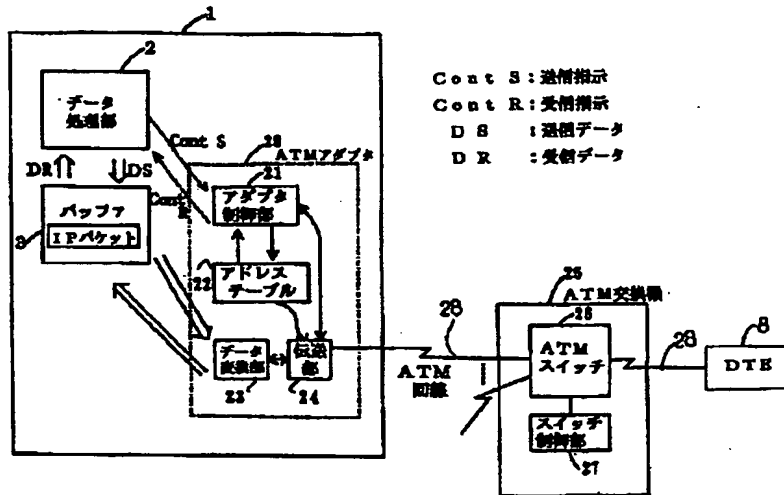 1
2
データ
処理部
Cont S
DR
DS
Cont
R
バッファ
IPパケット
3
20
ATMアダプタ
21
アダプタ
制御部
22
アドレス
テーブル
データ
変換部
23
伝送部
24
Cont S:送信指示
Cont R:受信指示
DS :送信データ
DR :受信データ
28
ATM
回線
25
ATM交換機
26
ATM
スイッチ
スイッチ
制御部
27
28
8
DTE